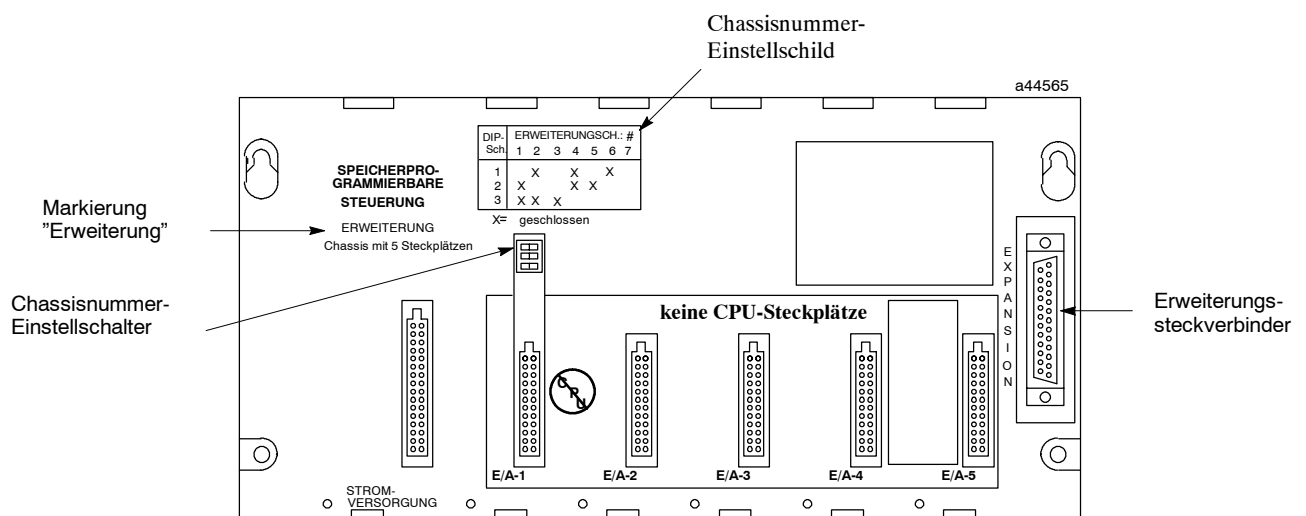 Chassisnummer-
Einstellschild
a44565
DIP-
Sch.
ERWEITERUNGSCH.: #
1 2 3 4 5 6 7
1 X X X
2 X X X
3 X X X
X= geschlossen
SPEICHERPRO-
GRAMMIERBARE
STEUERUNG
ERWEITERUNG
Chassis mit 5 Steckplätzen
Markierung
”Erweiterung”
Chassisnummer-
Einstellschalter
keine CPU-Steckplätze
EXPANSION
Erweiterungs-
steckverbinder
CPU
E/A-1 E/A-2 E/A-3 E/A-4 E/A-5
STROM-
VERSORGUNG